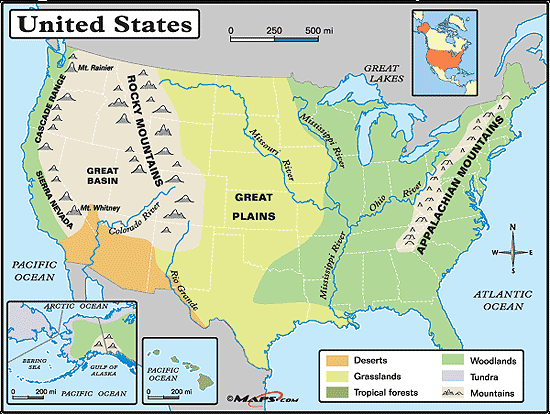 United States
0 250 500 mi
GREAT
LAKES
Mt. Rainier
CASCADE RANGE
ROCKY MOUNTAINS
Missouri River
Mississippi River
GREAT
BASIN
SIERRA NEVADA
Mt. Whitney
Colorado River
GREAT
PLAINS
Ohio River
APPALACHIAN MOUNTAINS
Mississippi River
Rio Grande
PACIFIC
OCEAN
N
W E
S
ATLANTIC
OCEAN
ARCTIC OCEAN
BERING
SEA
GULF OF
ALASKA
0 200 mi
PACIFIC
OCEAN
0 200 mi
©MAPS.COM
Deserts
Grasslands
Tropical forests
Woodlands
Tundra
Mountains